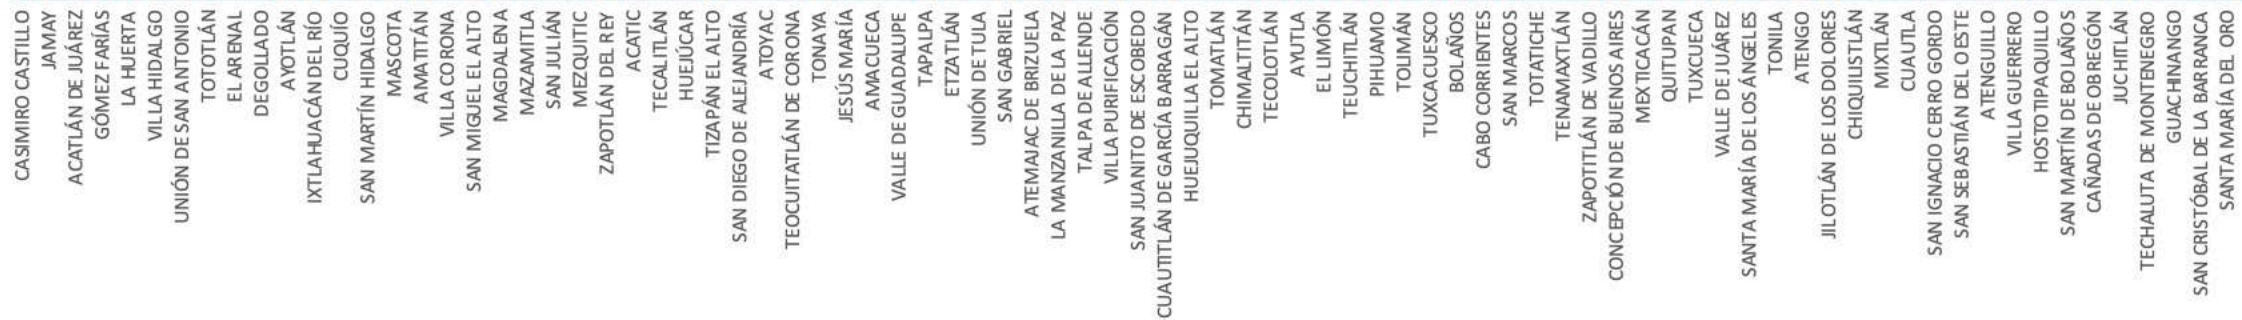 CASIMIRO CASTILLO
JAMAY
ACATLÁN DE JUÁREZ
GÓMEZ FARÍAS
LA HUERTA
VILLA HIDALGO
UNIÓN DE SAN ANTONIO
TOTOTLÁN
EL ARENAL
DEGOLLADO
AYOTLÁN
IXTLAHUACÁN DEL RÍO
CUQUÍO
SAN MARTÍN HIDALGO
MASCOTA
AMATITÁN
VILLA CORONA
SAN MIGUEL EL ALTO
MAGDALENA
MAZAMITLA
SAN JULIÁN
MEZQUITIC
ZAPOTLÁN DEL REY
ACATIC
TECALITLÁN
HUEJÚCAR
TIZAPÁN EL ALTO
SAN DIEGO DE ALEJANDRÍA
ATOYAC
TEOCUITATLÁN DE CORONA
TONAYA
JESÚS MARÍA
AMACUECA
VALLE DE GUADALUPE
TAPALPA
ETZATLÁN
UNIÓN DE TULA
SAN GABRIEL
ATEMAJAC DE BRIZUELA
LA MANZANILLA DE LA PAZ
TALPA DE ALLENDE
VILLA PURIFICACIÓN
SAN JUANITO DE ESCOBEDO
CUAUTITLÁN DE GARCÍA BARRAGÁN
HUEJUQUILLA EL ALTO
TOMATLÁN
CHIMALTITÁN
TECOLOTLÁN
AYUTLA
EL LIMÓN
TEUCHITLÁN
PIHUAMO
TOLIMÁN
TUXCACUESCO
BOLAÑOS
CABO CORRIENTES
SAN MARCOS
TOTATICHE
TENAMAXTLÁN
ZAPOTITLÁN DE VADILLO
CONCEPCIÓN DE BUENOS AIRES
MEXTICACÁN
QUITUPAN
TUXCUECA
VALLE DE JUÁREZ
SANTA MARÍA DE LOS ÁNGELES
TONILA
ATENGO
JILOTLÁN DE LOS DOLORES
CHIQUILISTLÁN
MIXTLÁN
CUAUTLA
SAN IGNACIO CERRO GORDO
SAN SEBASTIÁN DEL OESTE
ATENGUILLO
VILLA GUERRERO
HOSTOTIPAQUILLO
SAN MARTÍN DE BOLAÑOS
CAÑADAS DE OBREGÓN
JUCHITLÁN
TECHALUTA DE MONTENEGRO
GUACHINANGO
SAN CRISTÓBAL DE LA BARRANCA
SANTA MARÍA DEL ORO